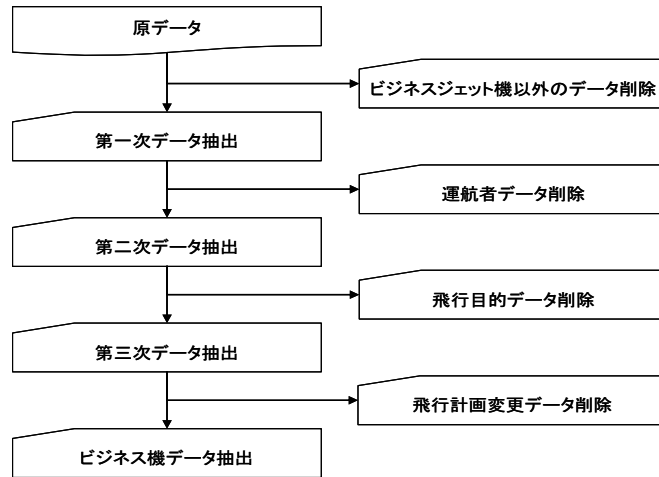 原データ
ビジネスジェット機以外のデータ削除
第一次データ抽出
運航者データ削除
第二次データ抽出
飛行目的データ削除
第三次データ抽出
飛行計画変更データ削除
ビジネス機データ抽出